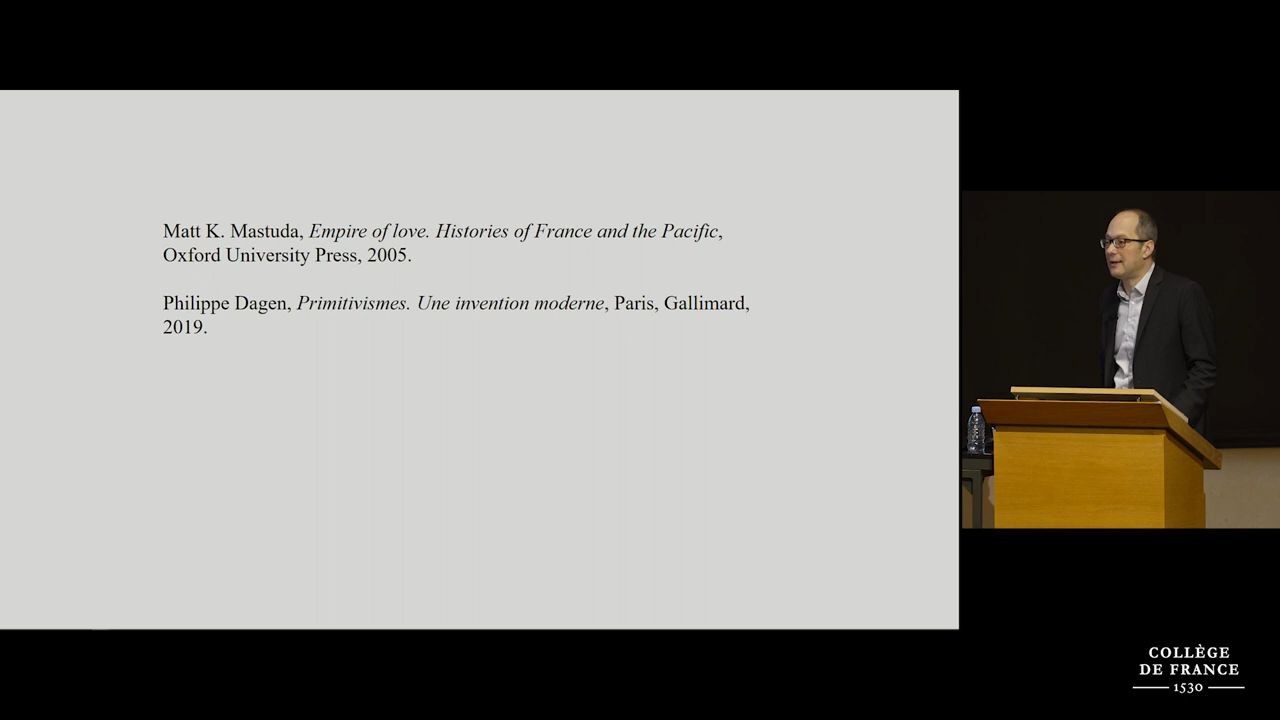 Matt K. Mastuda, Empire of love. Histories of France and the Pacific,
Oxford University Press, 2005.
Philippe Dagen, Primitivismes. Une invention moderne, Paris, Gallimard,
2019.
COLLÈGE
DE FRANCE
1530